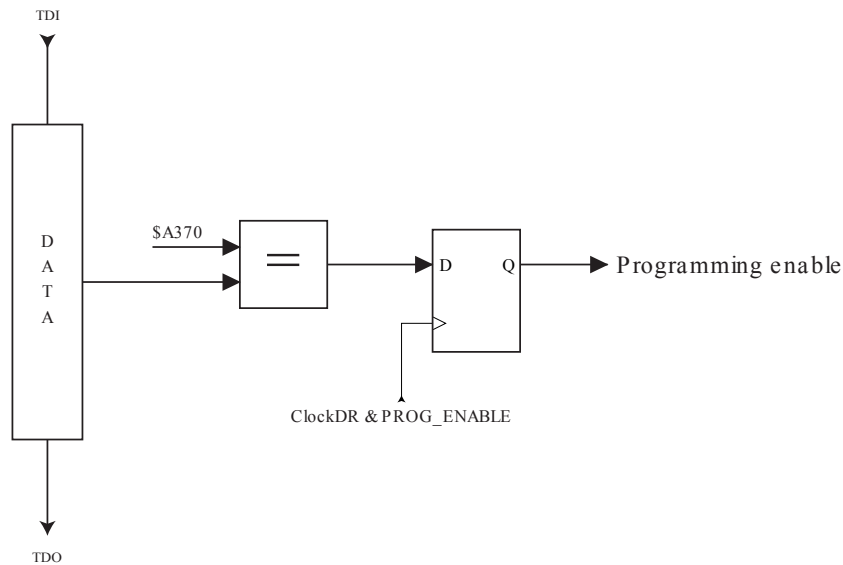 TDI
D
A
T
A
$A370
=
D
Q
Programming enable
ClockDR & PROG_ENABLE
TDO